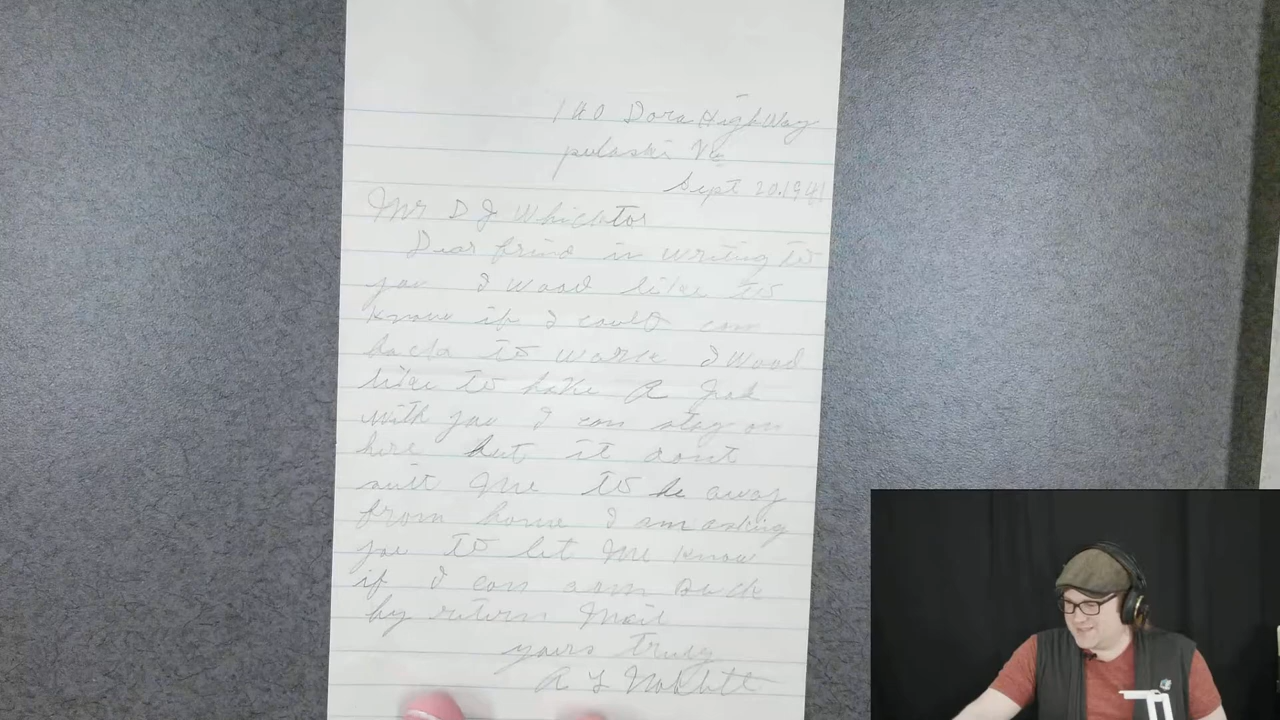 140 Dora HighWay
pulaski Va
Sept 20.1941
Mr D J
Dear frind in writing to
you I wood like to
know if I could com
back to work I wood
like to have A Job
with you I can stay on
here but it dont
suit Me to be away
from home I am asking
you to let Me know
if I can com back
by return Mail
yours truly
A L Noblitt